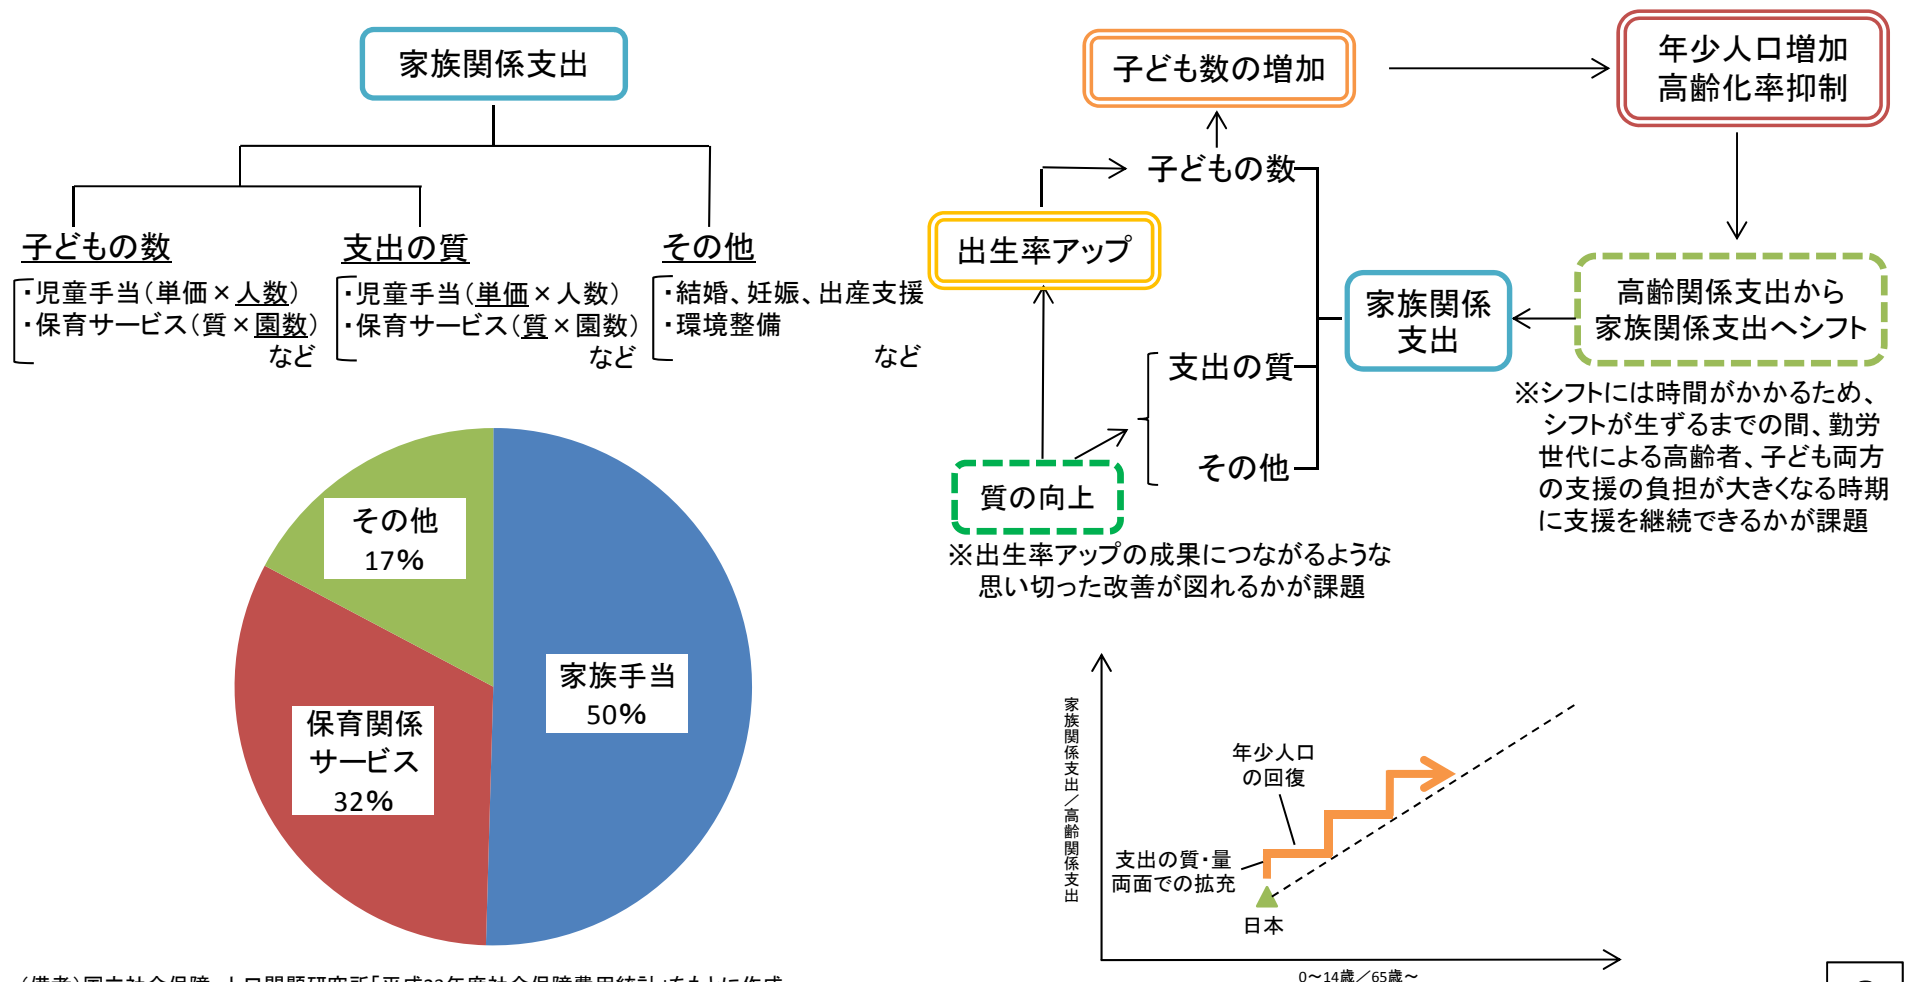 家族関係支出
子どもの数
・児童手当(単価×人数)
・保育サービス(質×園数)
など
支出の質
・児童手当(単価×人数)
・保育サービス(質×園数)
など
その他
・結婚、妊娠、出産支援
・環境整備
など
その他
17%
家族手当
50%
保育関係
サービス
32%
子ども数の増加
年少人口増加
高齢化率抑制
子どもの数
出生率アップ
家族関係
支出
高齢関係支出から
家族関係支出へシフト
支出の質
その他
質の向上
※シフトには時間がかかるため、
シフトが生ずるまでの間、勤労
世代による高齢者、子ども両方
の支援の負担が大きくなる時期
に支援を継続できるかが課題
※出生率アップの成果につながるような
思い切った改善が図れるかが課題
家族関係支出/高齢関係支出
年少人口
の回復
支出の質・量
両面での拡充
日本
0~14歳/65歳~